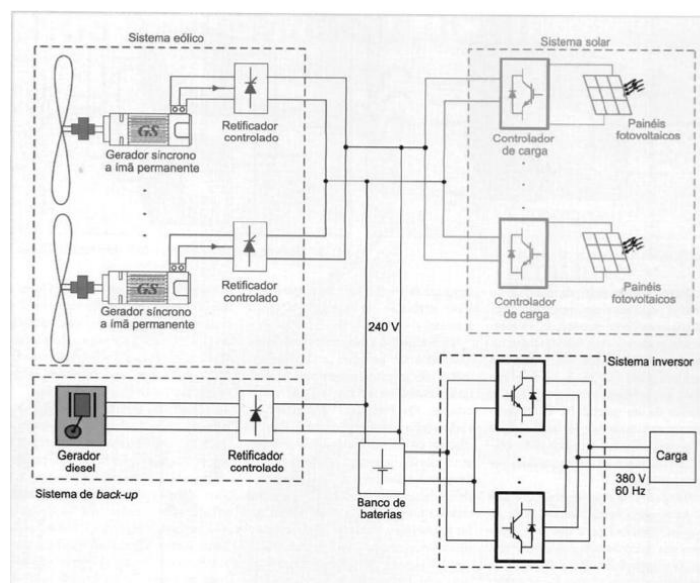 Sistema eólico
GS
Gerador síncrono
a ímã permanente
Retificador
controlado
GS
Gerador síncrono
a ímã permanente
Retificador
controlado
Sistema solar
Controlador
de carga
Painéis
fotovoltaicos
Controlador
de carga
Painéis
fotovoltaicos
240 V
Gerador
diesel
Retificador
controlado
Sistema de back-up
Banco de
baterias
Sistema inversor
Carga
380 V
60 Hz